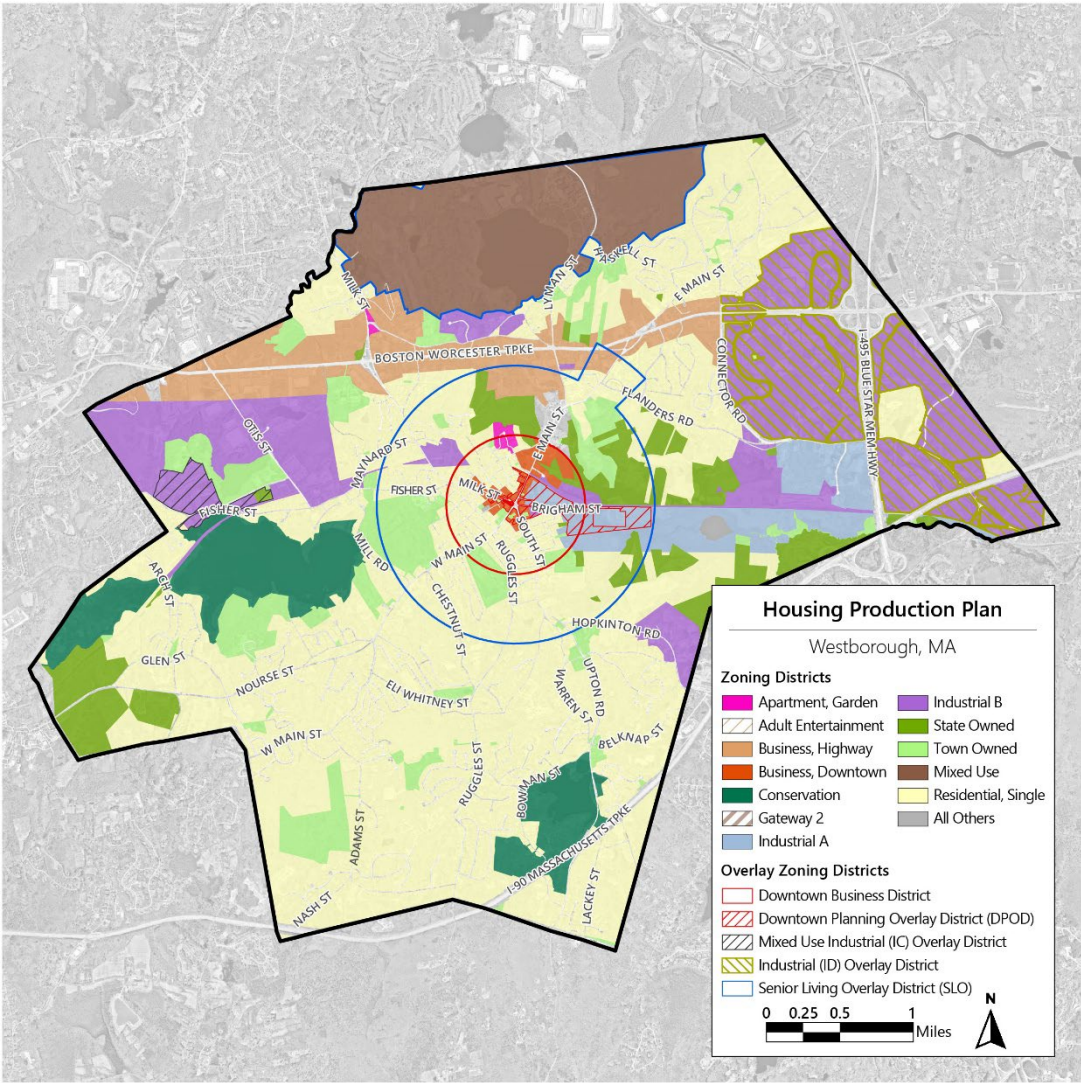 HASKELL ST
LYMAN ST
E MAIN ST
MILK ST
BOSTON WORCESTER TPKE
I-495 BLUE STAR MEM HWY
CONNECTOR RD
FLANDERS RD
OTIS ST
E MAIN ST
MAYNARD ST
MILK ST
FISHER ST
FISHER ST
BRIGHAM ST
SOUTH ST
W MAIN ST
RUGGLES ST
MILL RD
ARCH ST
CHESTNUT ST
HOPKINTON RD
GLEN ST
NOURSE ST
ELI WHITNEY ST
UPTON RD
WARREN ST
W MAIN ST
BELKNAP ST
RUGGLES ST
BOWMAN ST
ADAMS ST
I-90 MASSACHUSETTS TPKE
NASH ST
LACKEY ST
Housing Production Plan
Westborough, MA
Zoning Districts
Apartment, Garden
Adult Entertainment
Business, Highway
Business, Downtown
Conservation
Gateway 2
Industrial A
Industrial B
State Owned
Town Owned
Mixed Use
Residential, Single
All Others
Overlay Zoning Districts
Downtown Business District
Downtown Planning Overlay District (DPOD)
Mixed Use Industrial (IC) Overlay District
Industrial (ID) Overlay District
Senior Living Overlay District (SLO)
0 0.25 0.5 1
Miles
N